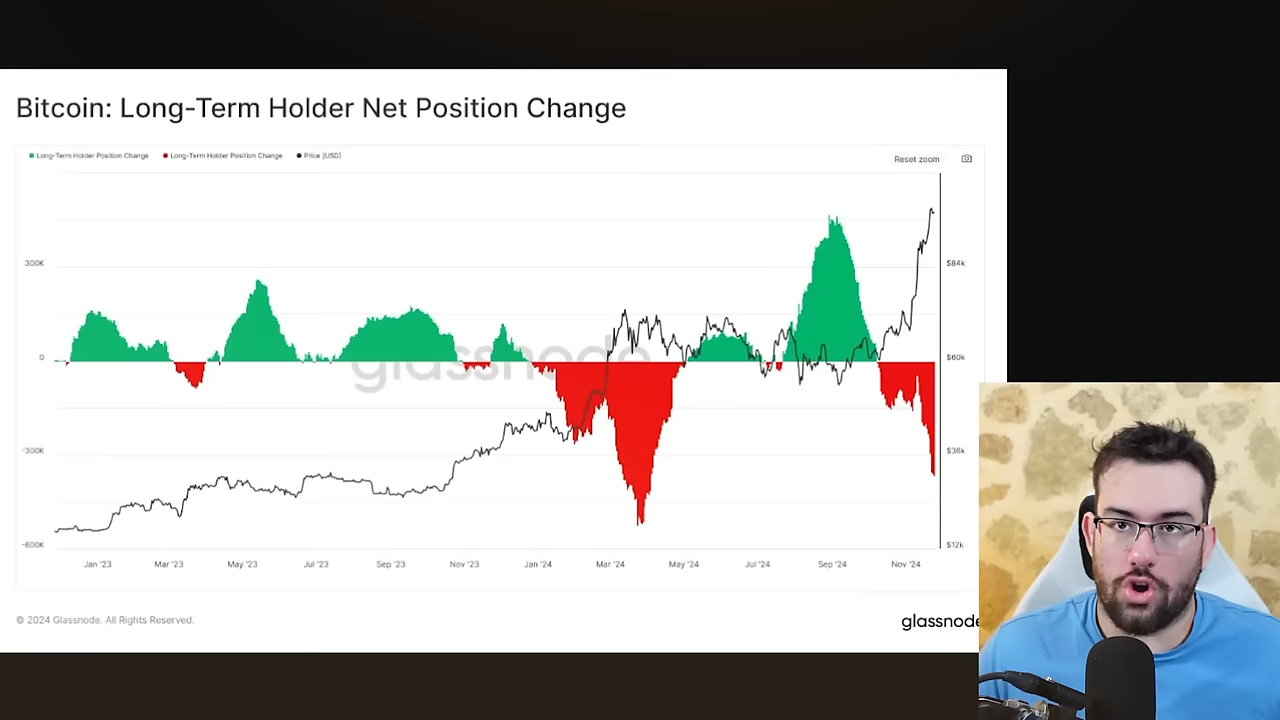 Bitcoin: Long-Term Holder Net Position Change
Long-Term Holder Position Change Long-Term Holder Position Change Price [USD]
Reset zoom
300K
0
-300K
-600K
$84k
$60k
$36k
$12k
glassnode
Jan '23 Mar '23 May '23 Jul '23 Sep '23 Nov '23 Jan '24 Mar '24 May '24 Jul '24 Sep '24 Nov '24
© 2024 Glassnode. All Rights Reserved.
glassnode